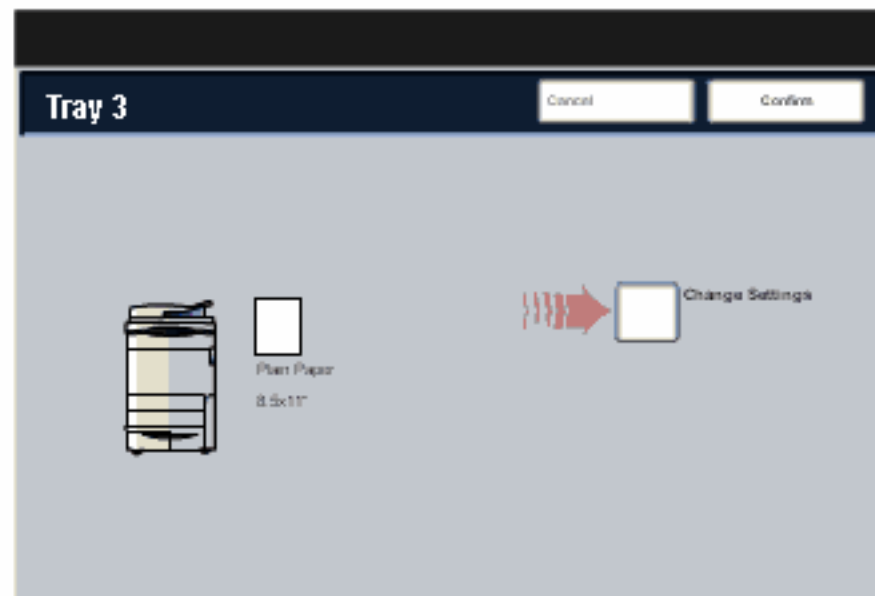 Tray 3
Cancel
Confirm
Change Settings
Plain Paper
8.5x11"